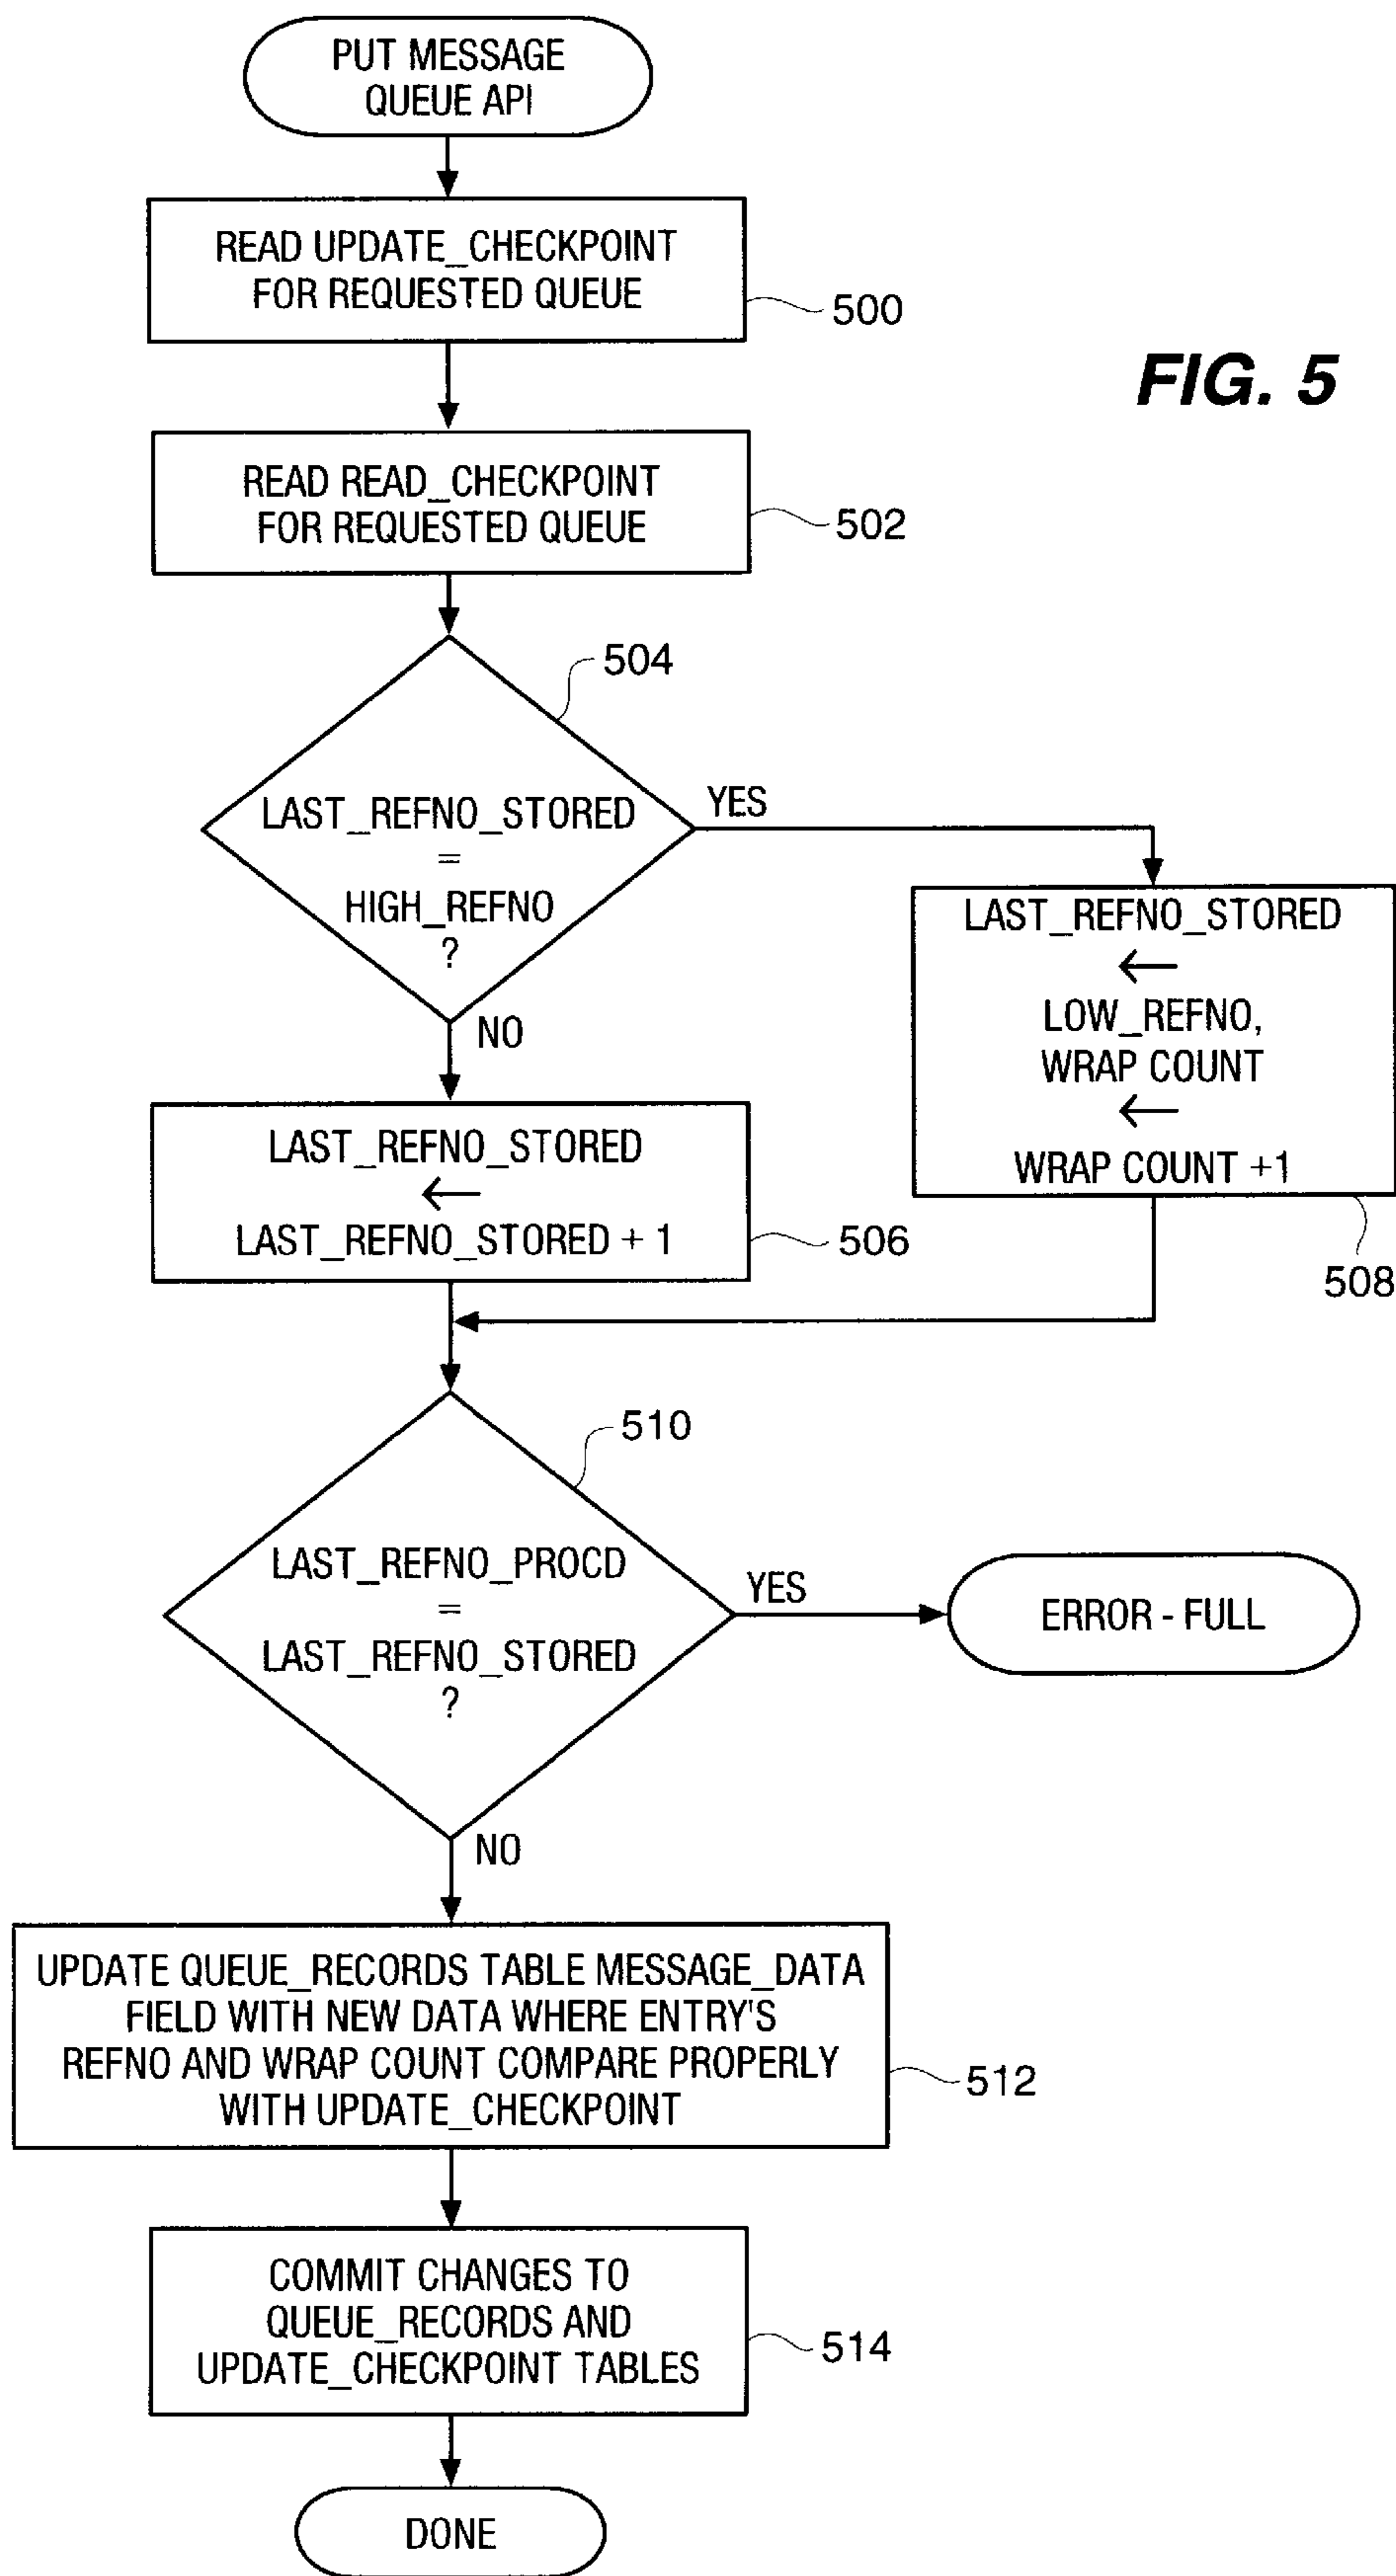 PUT MESSAGE
QUEUE API
READ UPDATE_CHECKPOINT
FOR REQUESTED QUEUE
500
FIG. 5
READ READ_CHECKPOINT
FOR REQUESTED QUEUE
502
504
LAST_REFNO_STORED
=
HIGH_REFNO
?
YES
NO
LAST_REFNO_STORED
←
LOW_REFNO,
WRAP COUNT
←
WRAP COUNT +1
508
LAST_REFNO_STORED
←
LAST_REFNO_STORED + 1
506
510
LAST_REFNO_PROCD
=
LAST_REFNO_STORED
?
YES
ERROR - FULL
NO
UPDATE QUEUE_RECORDS TABLE MESSAGE_DATA
FIELD WITH NEW DATA WHERE ENTRY'S
REFNO AND WRAP COUNT COMPARE PROPERLY
WITH UPDATE_CHECKPOINT
512
COMMIT CHANGES TO
QUEUE_RECORDS AND
UPDATE_CHECKPOINT TABLES
514
DONE